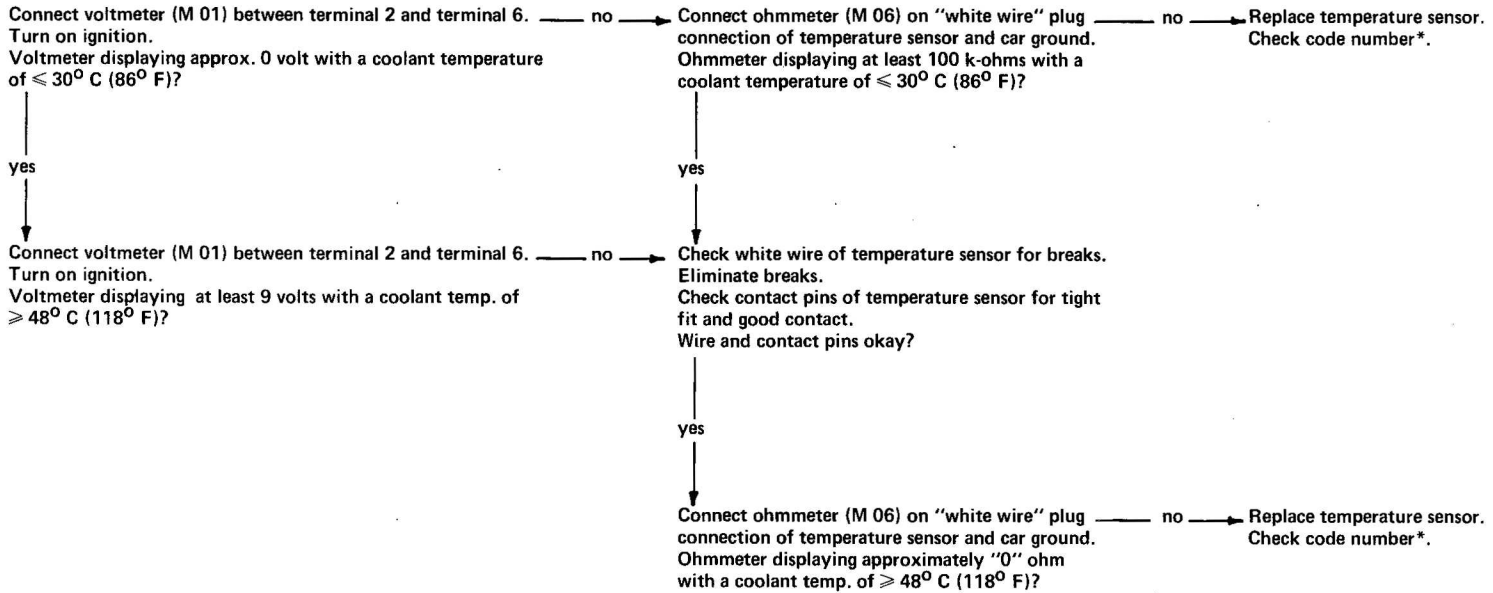 Connect voltmeter (M 01) between terminal 2 and terminal 6.
Turn on ignition.
Voltmeter displaying approx. 0 volt with a coolant temperature
of ⩽ 30° C (86° F)?
no
Connect ohmmeter (M 06) on "white wire" plug
connection of temperature sensor and car ground.
Ohmmeter displaying at least 100 k-ohms with a
coolant temperature of ⩽ 30° C (86° F)?
no
Replace temperature sensor.
Check code number*.
yes
yes
Connect voltmeter (M 01) between terminal 2 and terminal 6.
Turn on ignition.
Voltmeter displaying at least 9 volts with a coolant temp. of
⩾ 48° C (118° F)?
no
Check white wire of temperature sensor for breaks.
Eliminate breaks.
Check contact pins of temperature sensor for tight
fit and good contact.
Wire and contact pins okay?
yes
Connect ohmmeter (M 06) on "white wire" plug
connection of temperature sensor and car ground.
Ohmmeter displaying approximately "0" ohm
with a coolant temp. of ⩾ 48° C (118° F)?
no
Replace temperature sensor.
Check code number*.